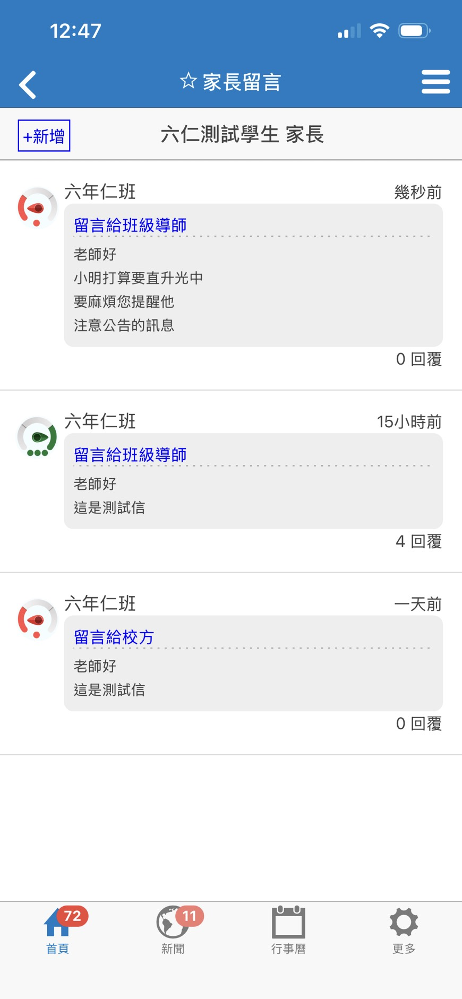 12:47
☆ 家長留言
+新增
六仁測試學生 家長
六年仁班
幾秒前
留言給班級導師
老師好
小明打算要直升光中
要麻煩您提醒他
注意公告的訊息
0 回覆
六年仁班
15小時前
留言給班級導師
老師好
這是測試信
4 回覆
六年仁班
一天前
留言給校方
老師好
這是測試信
0 回覆
72
11
首頁
新聞
行事曆
更多